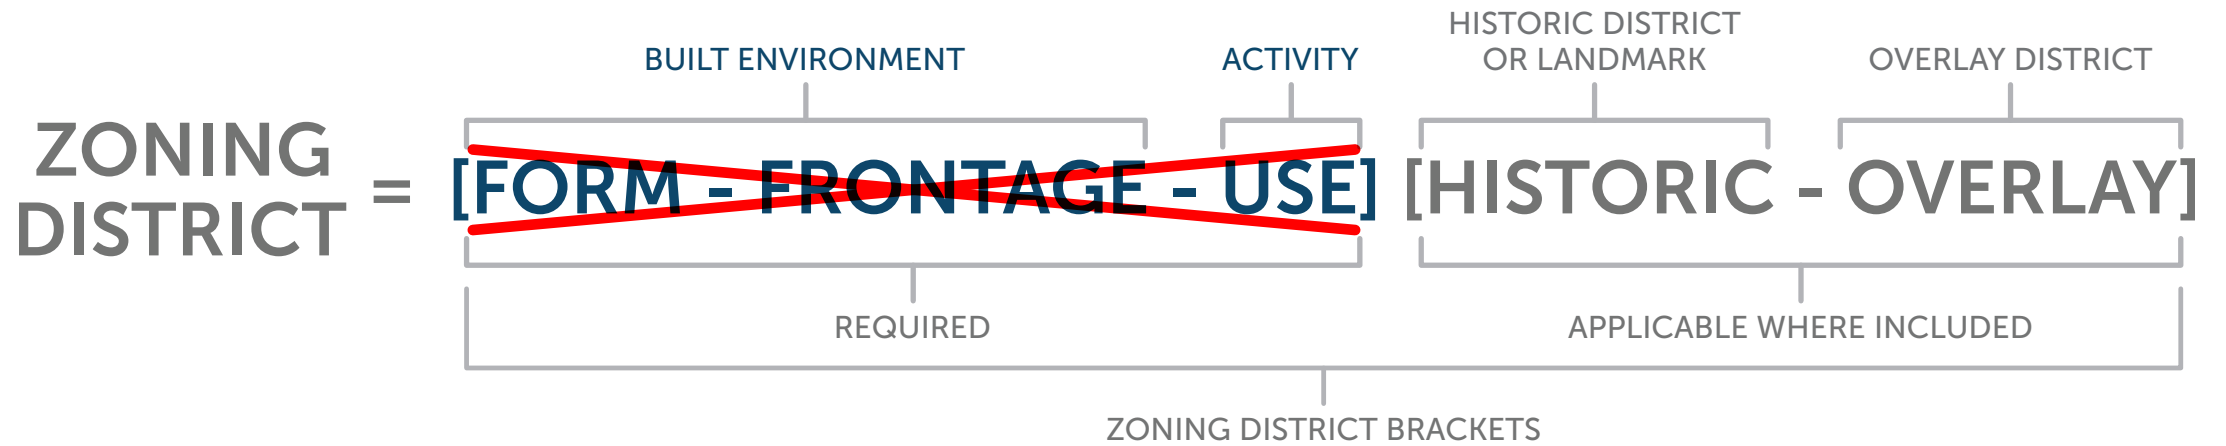 HISTORIC DISTRICT
OR LANDMARK
BUILT ENVIRONMENT
ACTIVITY
OVERLAY DISTRICT
ZONING
DISTRICT
= [FORM - FRONTAGE - USE] [HISTORIC - OVERLAY]
REQUIRED
APPLICABLE WHERE INCLUDED
ZONING DISTRICT BRACKETS